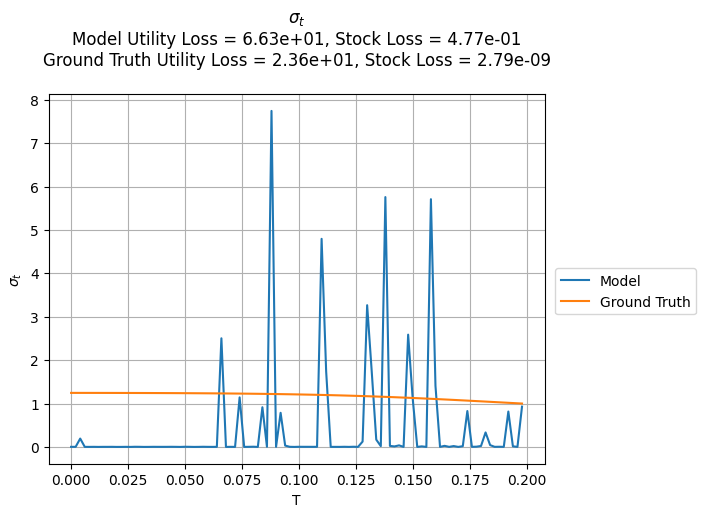 σt
Model Utility Loss = 6.63e+01, Stock Loss = 4.77e-01
Ground Truth Utility Loss = 2.36e+01, Stock Loss = 2.79e-09
8
7
6
5
4
3
2
1
0
σt
0.000 0.025 0.050 0.075 0.100 0.125 0.150 0.175 0.200
T
Model
Ground Truth